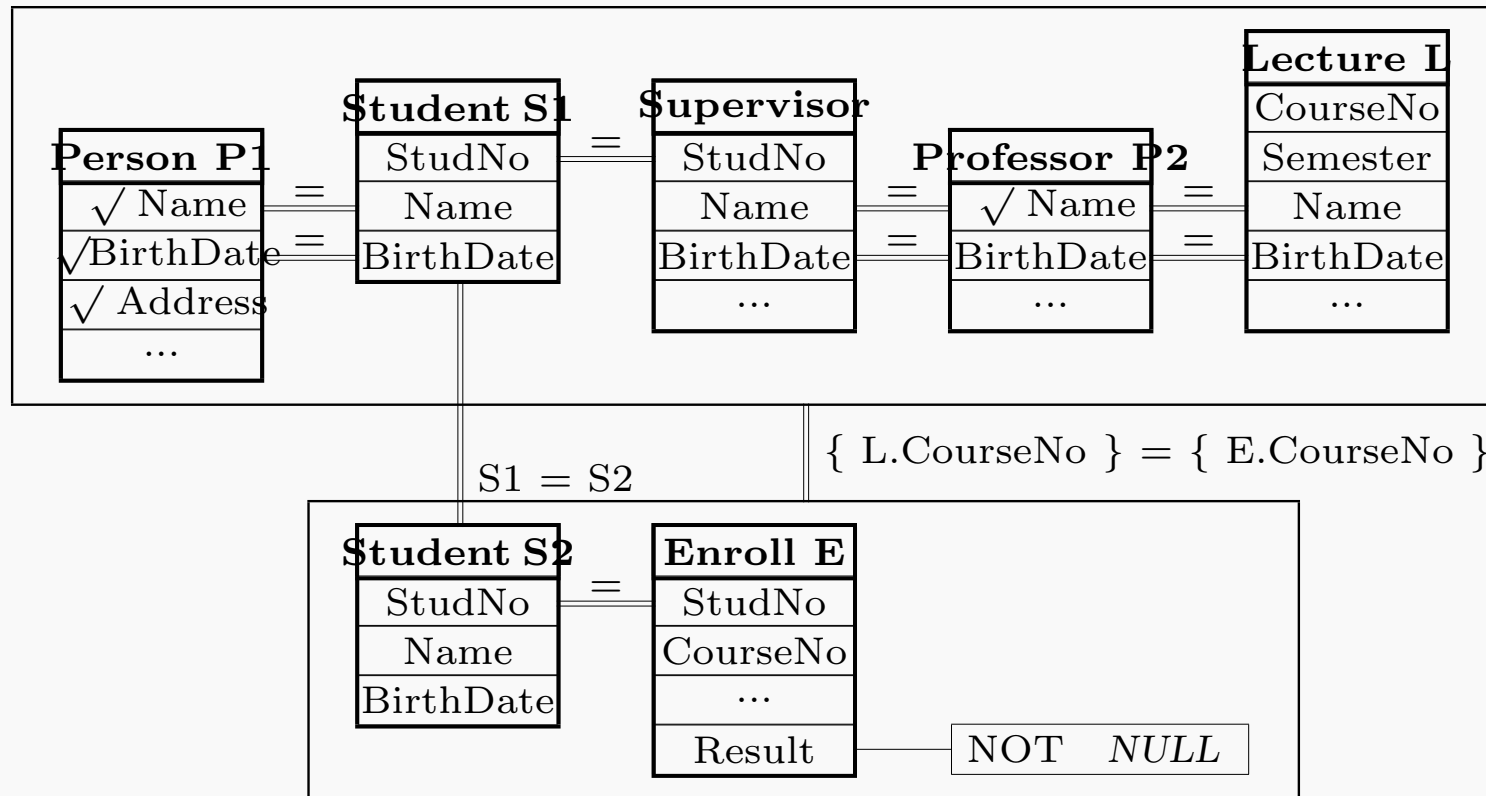 Person P1
√ Name
√BirthDate
√ Address
...
=
=
Student S1
StudNo
Name
BirthDate
=
Supervisor
StudNo
Name
BirthDate
...
=
=
Professor P2
√ Name
BirthDate
...
=
=
Lecture L
CourseNo
Semester
Name
BirthDate
...
S1 = S2
{ L.CourseNo } = { E.CourseNo }
Student S2
StudNo
Name
BirthDate
=
Enroll E
StudNo
CourseNo
...
Result
NOT NULL